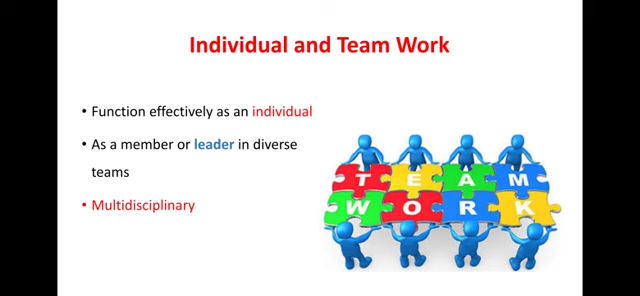 Individual and Team Work
• Function effectively as an individual
• As a member or leader in diverse
teams
• Multidisciplinary
TEAM
WORK